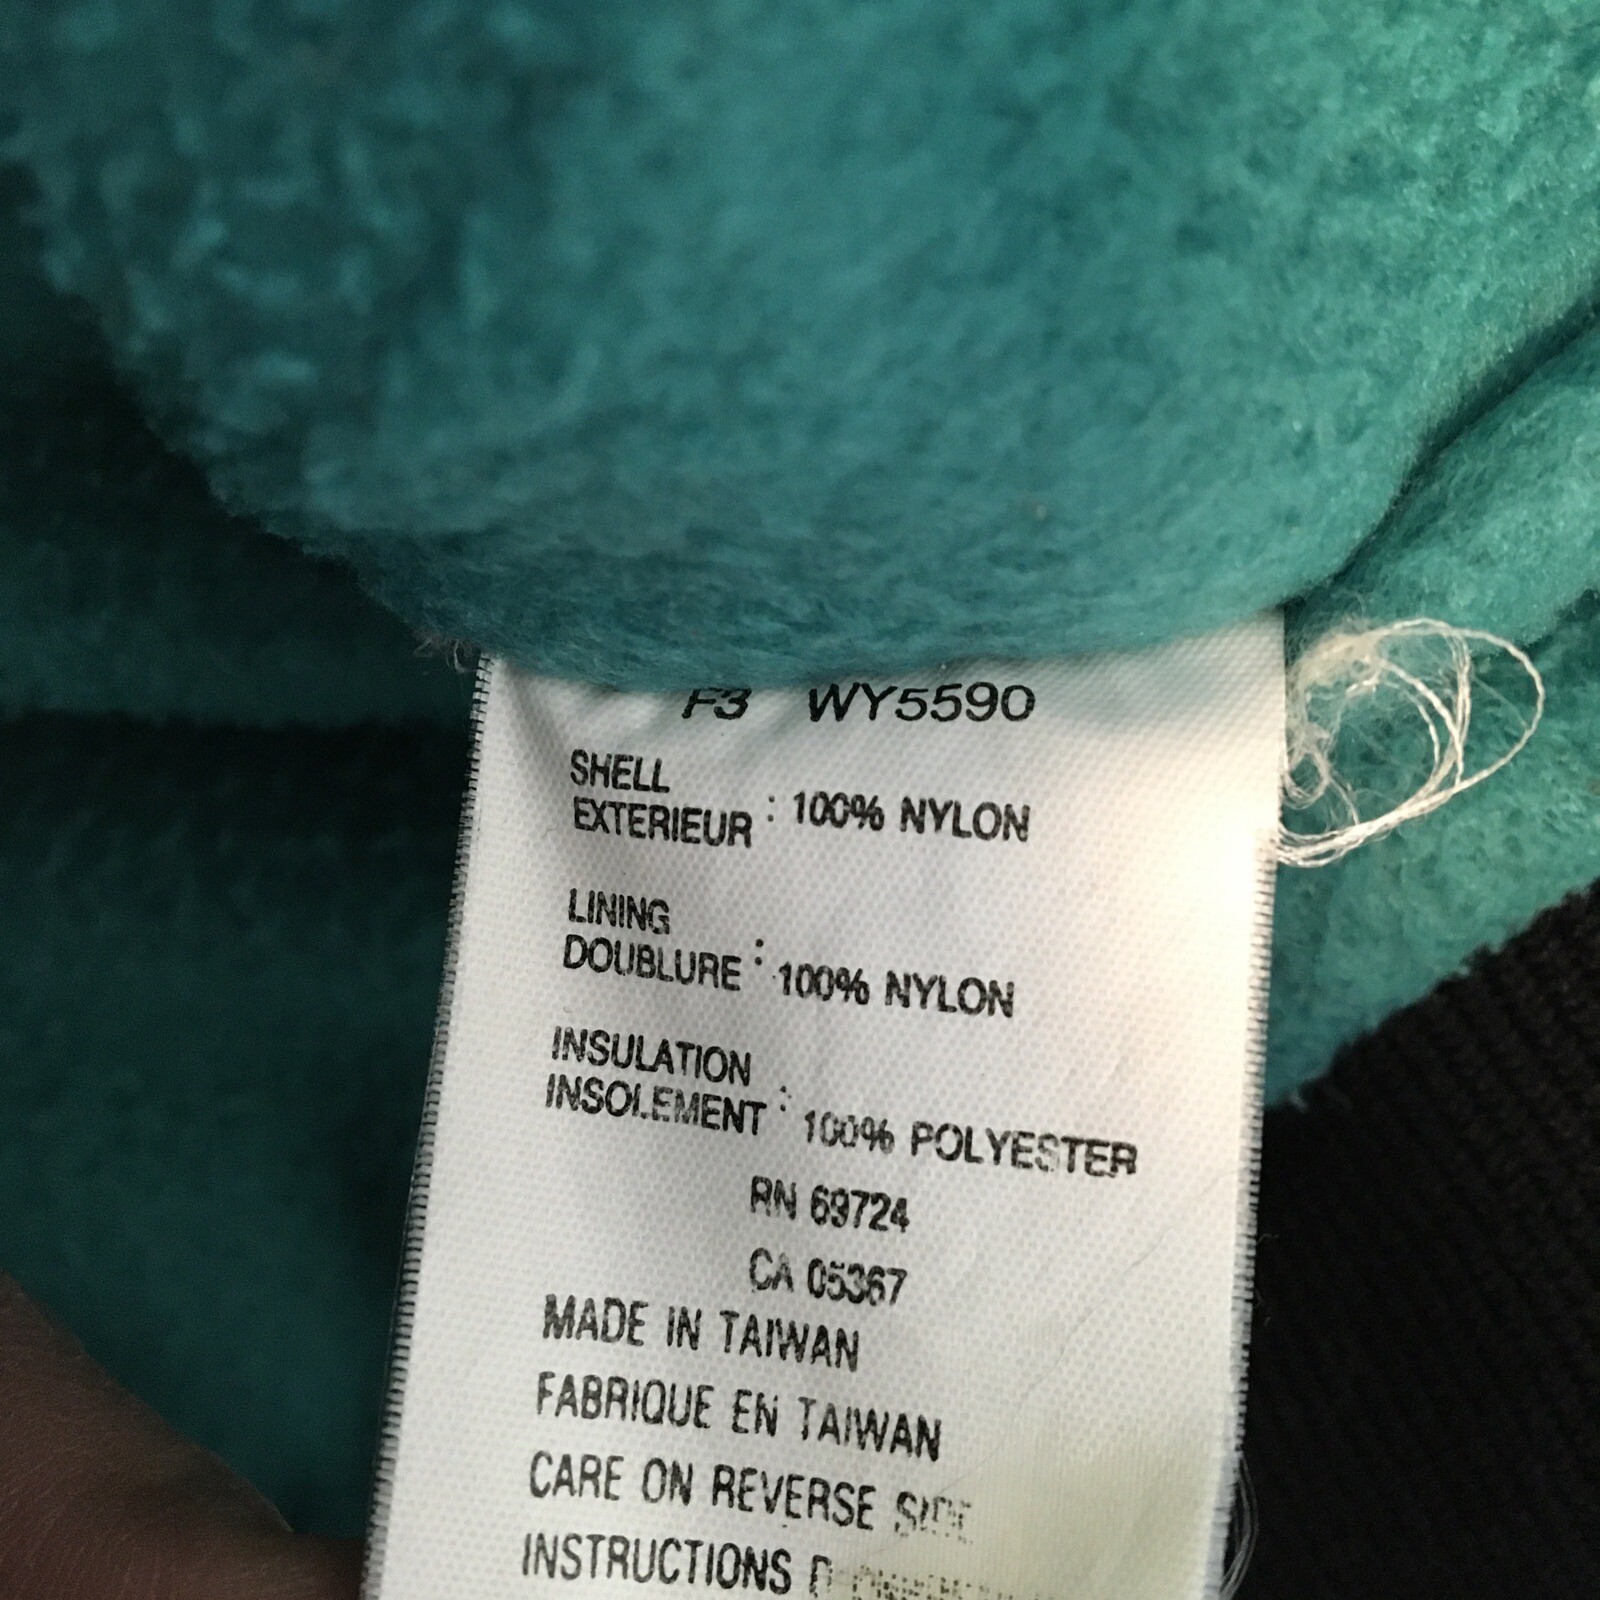 F3 WY5590
SHELL
EXTERIEUR : 100% NYLON
LINING
DOUBLURE : 100% NYLON
INSULATION
INSOLEMENT : 100% POLYESTER
RN 69724
CA 05367
MADE IN TAIWAN
FABRIQUE EN TAIWAN
CARE ON REVERSE SIDE
INSTRUCTIONS